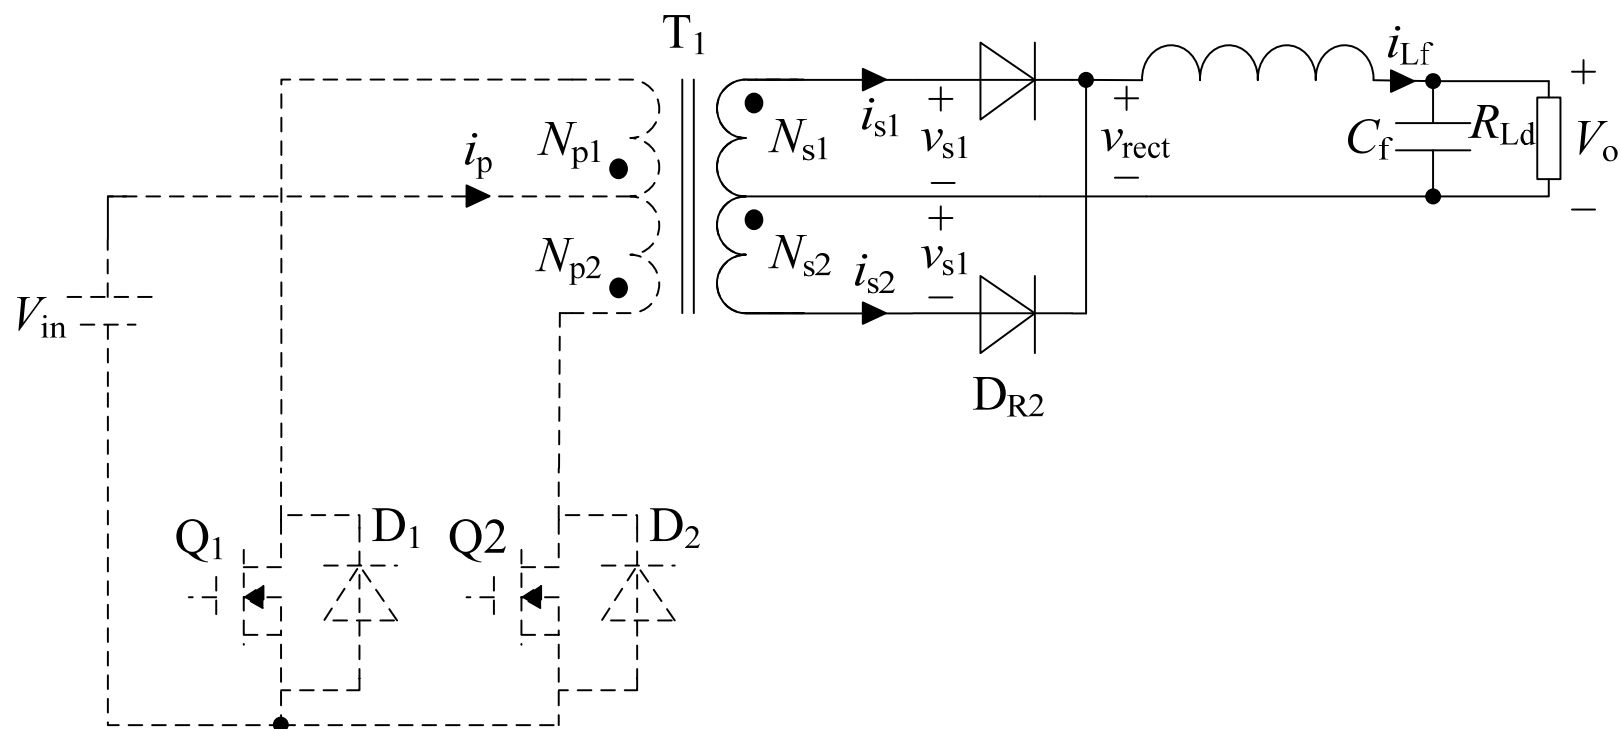 T1
iLf
+
is1
+
vs1
−
+
vrect
−
Np1
Ns1
ip
Cf
RLd
Vo
−
Np2
Ns2
is2
+
vs1
−
Vin
DR2
Q1
D1
Q2
D2